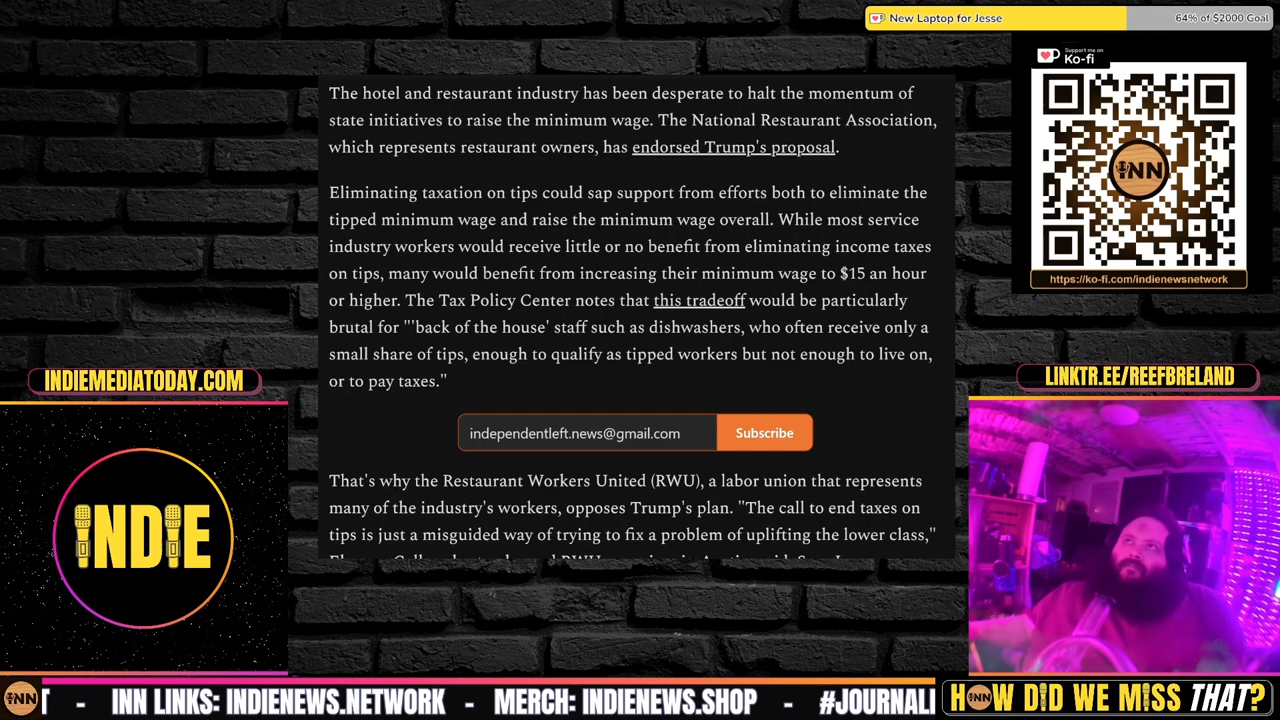 New Laptop for Jesse
64% of $2000 Goal
Support me on
Ko-fi
The hotel and restaurant industry has been desperate to halt the momentum of
state initiatives to raise the minimum wage. The National Restaurant Association,
which represents restaurant owners, has endorsed Trump's proposal.
Eliminating taxation on tips could sap support from efforts both to eliminate the
tipped minimum wage and raise the minimum wage overall. While most service
industry workers would receive little or no benefit from eliminating income taxes
on tips, many would benefit from increasing their minimum wage to $15 an hour
or higher. The Tax Policy Center notes that this tradeoff would be particularly
brutal for "'back of the house' staff such as dishwashers, who often receive only a
small share of tips, enough to qualify as tipped workers but not enough to live on,
or to pay taxes."
independentleft.news@gmail.com
Subscribe
That's why the Restaurant Workers United (RWU), a labor union that represents
many of the industry's workers opposes Trump's plan. "The call to end taxes on
tips is just a misguided way of trying to fix a problem of uplifting the lower class,"
INN
https://ko-fi.com/indienewsnetwork
INDIEMEDIATODAY.COM
INDIE
LINKTR.EE/REEFBRELAND
INN
T - INN LINKS: INDIENEWS.NETWORK - MERCH: INDIENEWS.SHOP - #JOURNALI
HOW DID WE MISS THAT?